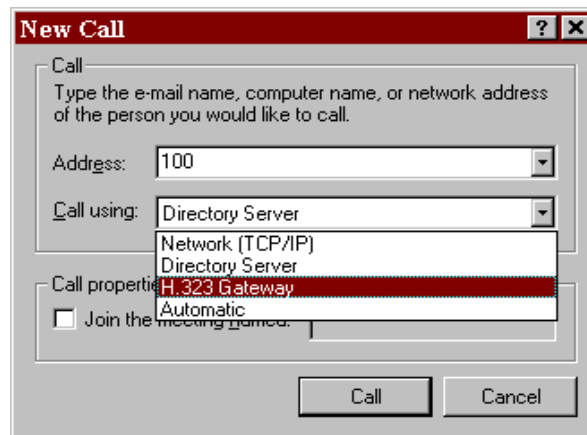 New Call
Call
Type the e-mail name, computer name, or network address
of the person you would like to call.
Address: 100
Call using: Directory Server
Network (TCP/IP)
Directory Server
Call
H.323 Gateway
Join the
Automatic
Call Cancel